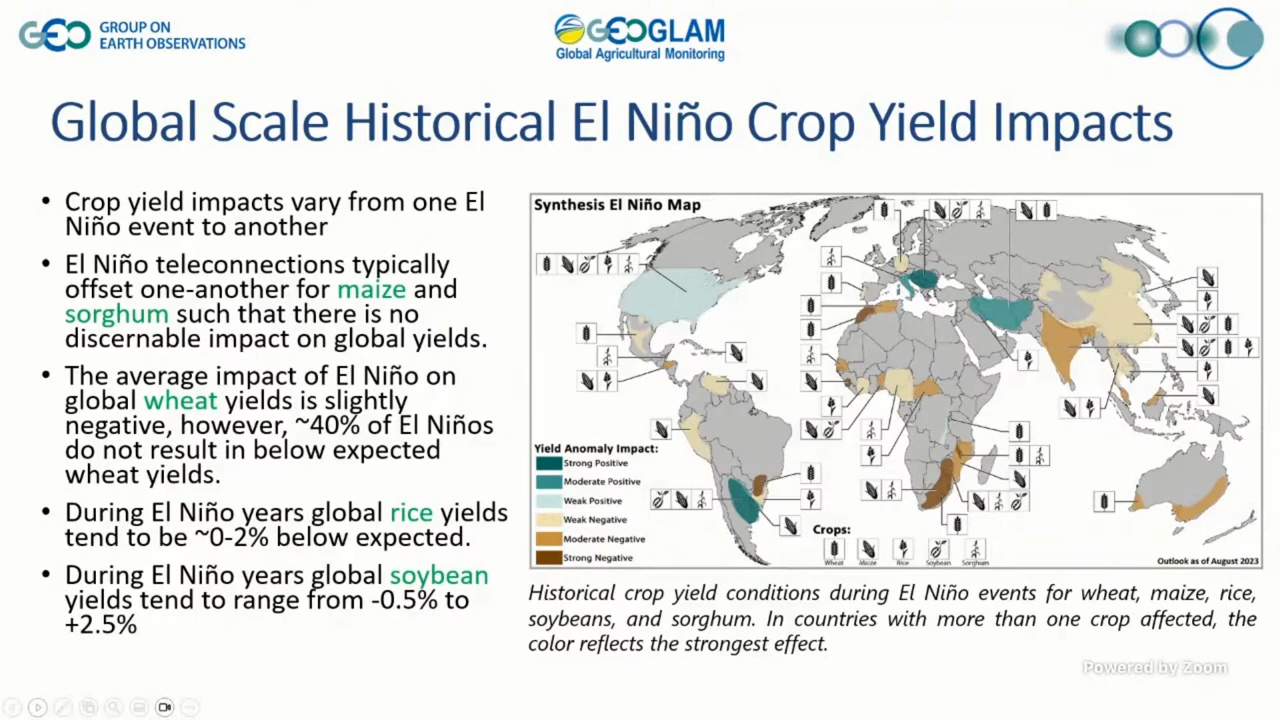 GEO GROUP ON
EARTH OBSERVATIONS
GEOGLAM
Global Agricultural Monitoring
Global Scale Historical El Niño Crop Yield Impacts
• Crop yield impacts vary from one El
Niño event to another
• El Niño teleconnections typically
offset one-another for maize and
sorghum such that there is no
discernable impact on global yields.
• The average impact of El Niño on
global wheat yields is slightly
negative, however, ~40% of El Niños
do not result in below expected
wheat yields.
• During El Niño years global rice yields
tend to be ~0-2% below expected.
• During El Niño years global soybean
yields tend to range from -0.5% to
+2.5%
Synthesis El Niño Map
Yield Anomaly Impact:
Strong Positive
Moderate Positive
Weak Positive
Weak Negative
Moderate Negative
Strong Negative
Crops:
Wheat Maize Rice Soybean Sorghum
Outlook as of August 2023
Historical crop yield conditions during El Niño events for wheat, maize, rice,
soybeans, and sorghum. In countries with more than one crop affected, the
color reflects the strongest effect.
Powered by Zoom